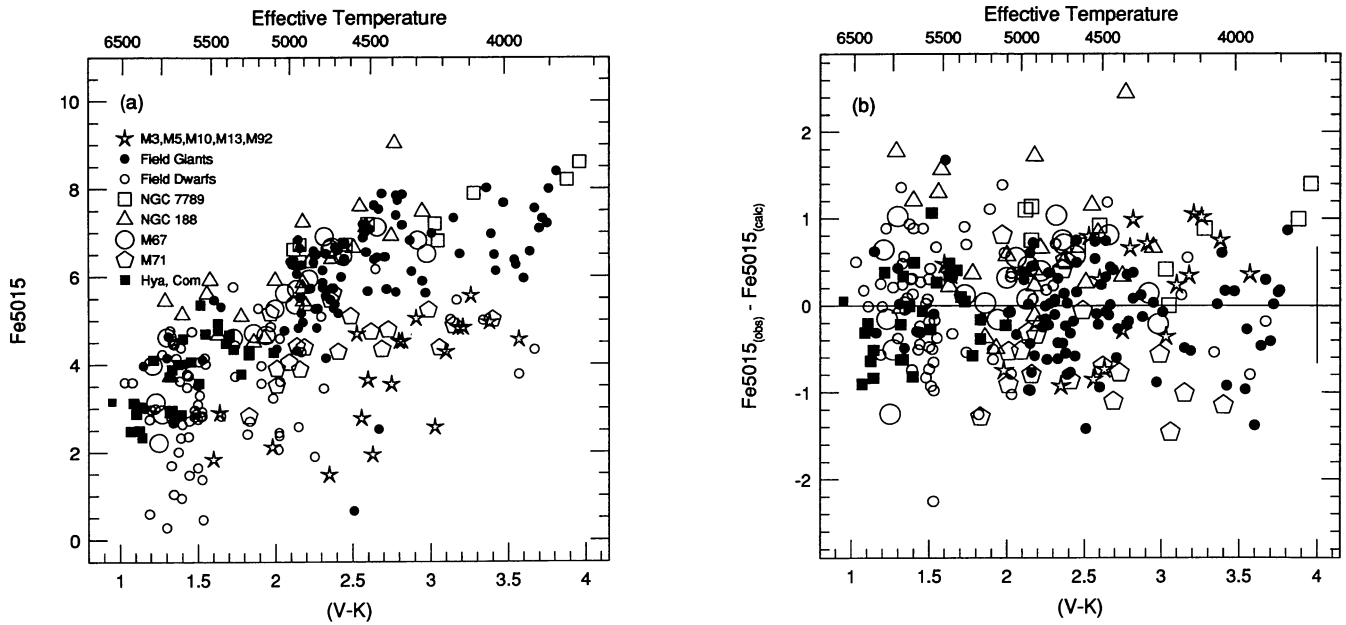 Effective Temperature
6500 5500 5000 4500 4000
(a)
M3,M5,M10,M13,M92
Field Giants
Field Dwarfs
NGC 7789
NGC 188
M67
M71
Hya, Com
10
8
6
4
2
0
Fe5015
1 1.5 2 2.5 3 3.5 4
(V-K)
Effective Temperature
6500 5500 5000 4500 4000
(b)
2
1
0
-1
-2
Fe5015(obs) - Fe5015(calc)
1 1.5 2 2.5 3 3.5 4
(V-K)